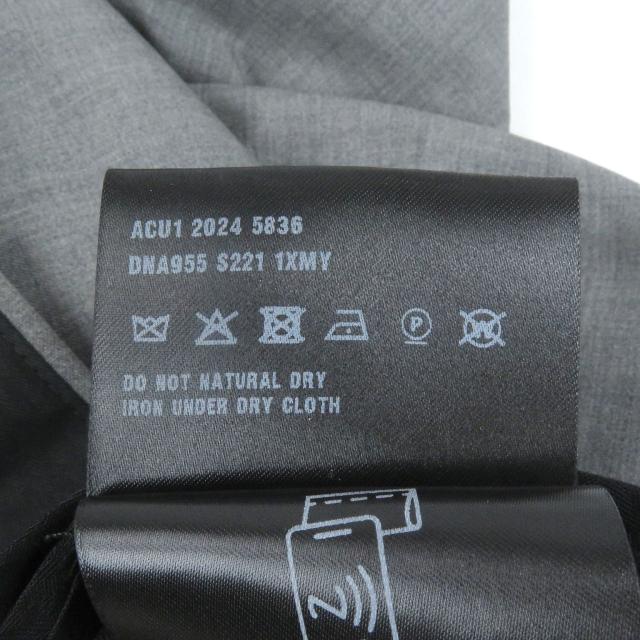 ACU1 2024 5836
DNA955 S221 1XMY
P W
DO NOT NATURAL DRY
IRON UNDER DRY CLOTH